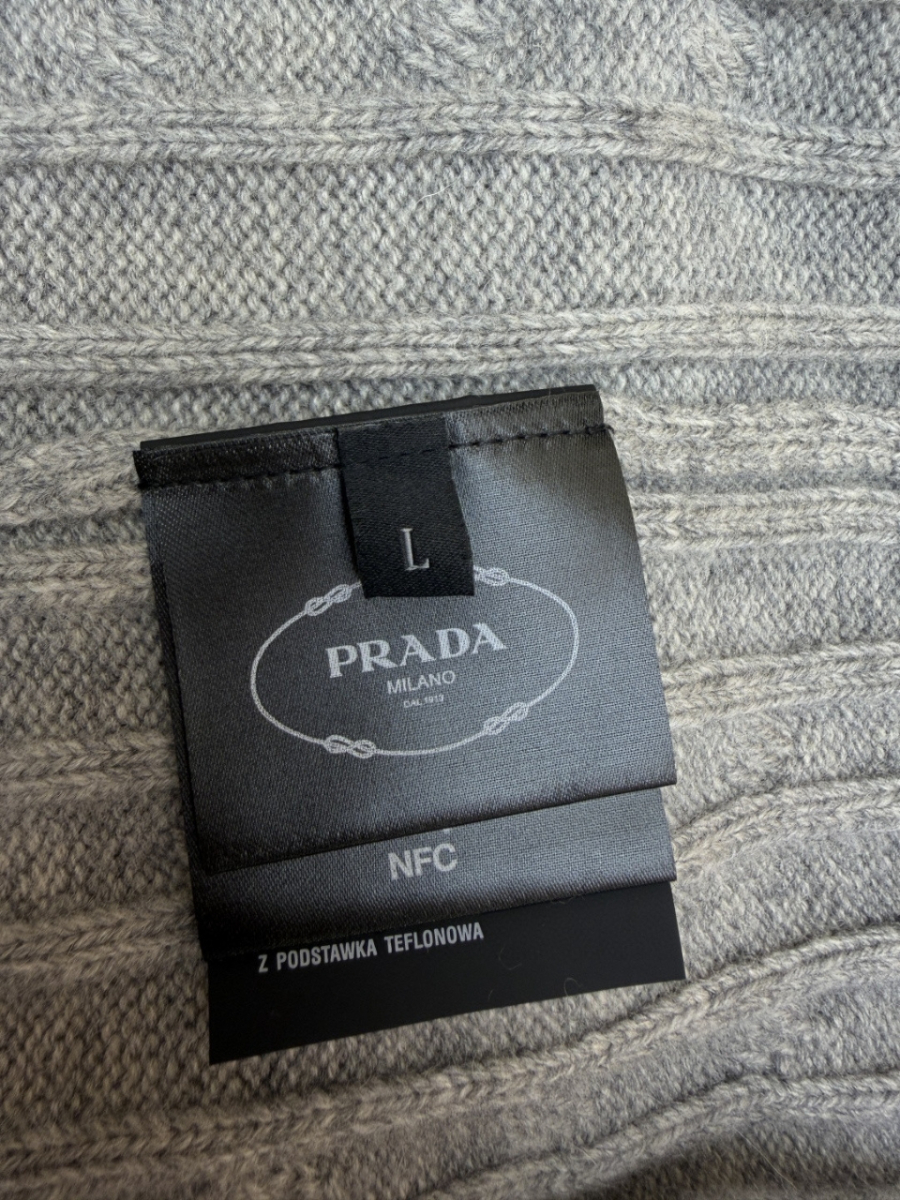 L
PRADA
MILANO
DAL 1913
NFC
Z PODSTAWKA TEFLONOWA